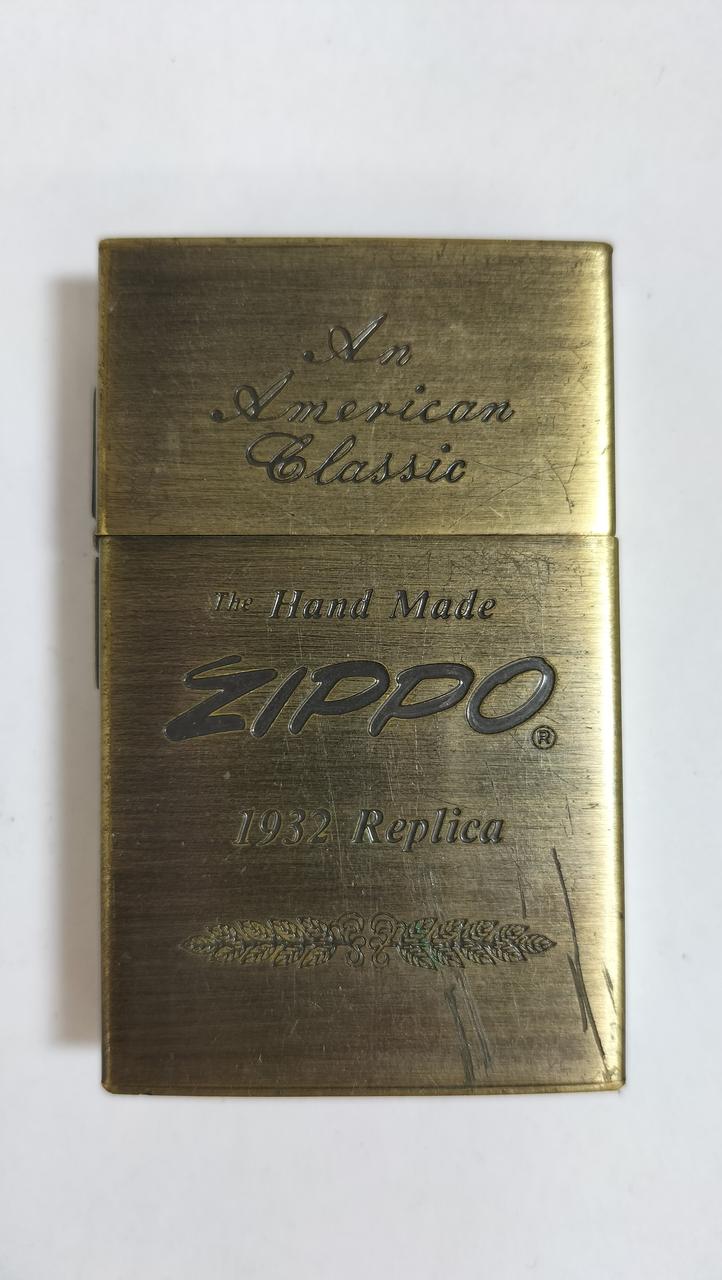 An
American
Classic
The Hand Made
ZIPPO®
1932 Replica